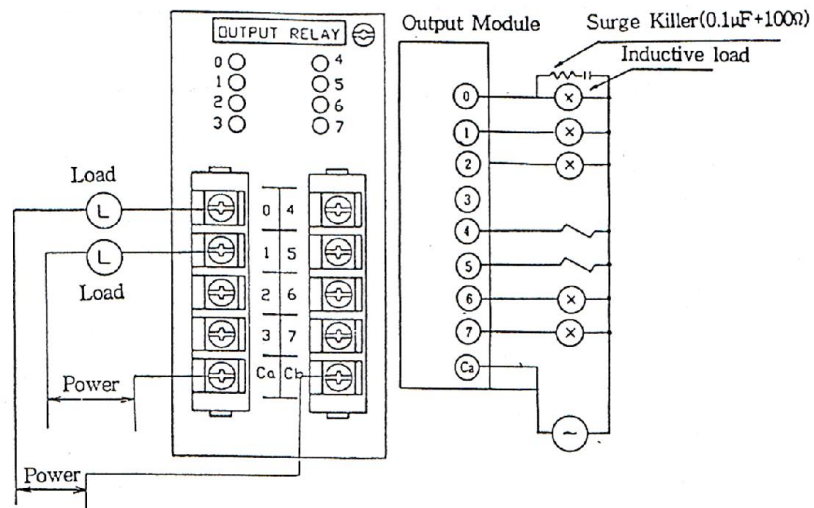 OUTPUT RELAY
0 4
1 5
2 6
3 7
Load
L
L
Load
0 4
1 5
2 6
3 7
Ca Cb
Power
Power
Output Module
Surge Killer(0.1μF+100Ω)
Inductive load
0
1
2
3
4
5
6
7
Ca